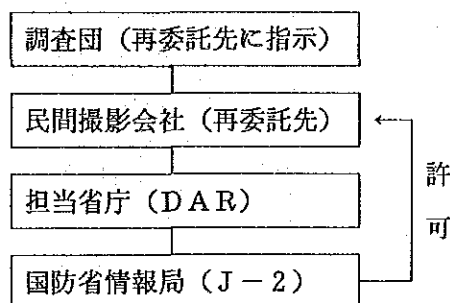 調査団（再委託先に指示）
民間撮影会社（再委託先）
担当省庁（ＤＡＲ）
国防省情報局（Ｊ－２）
許可